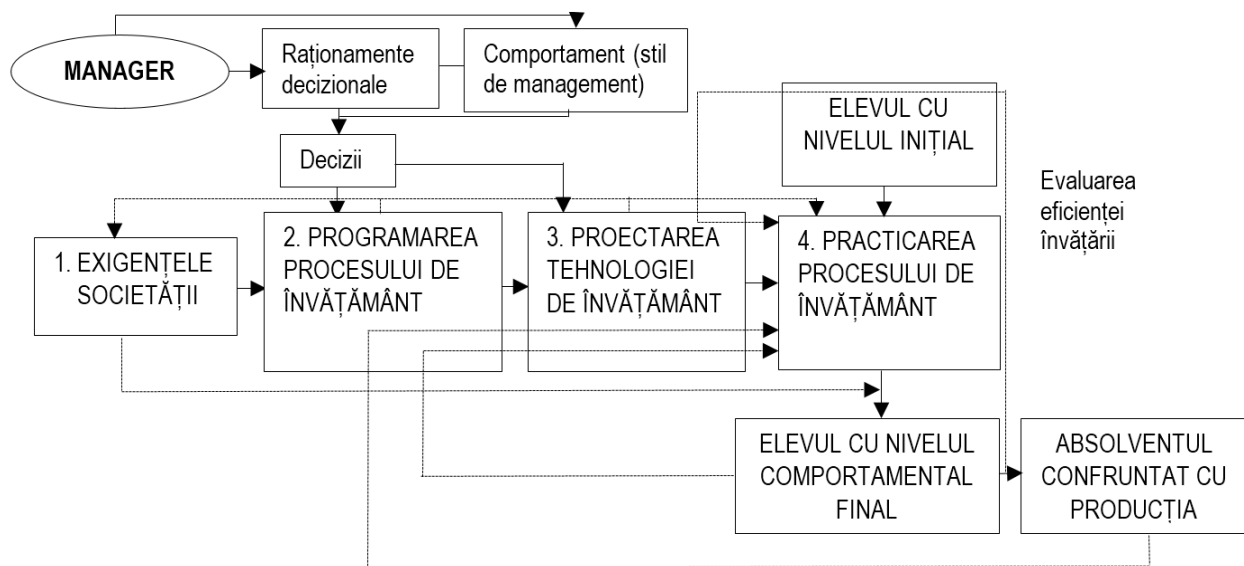 MANAGER
Raționamente
decizionale
Comportament (stil
de management)
Decizii
ELEVUL CU
NIVELUL INIȚIAL
Evaluarea
eficienței
învățării
1. EXIGENȚELE
SOCIETĂȚII
2. PROGRAMAREA
PROCESULUI DE
ÎNVĂȚĂMÂNT
3. PROECTAREA
TEHNOLOGIEI
DE ÎNVĂȚĂMÂNT
4. PRACTICAREA
PROCESULUI DE
ÎNVĂȚĂMÂNT
ELEVUL CU NIVELUL
COMPORTAMENTAL
FINAL
ABSOLVENTUL
CONFRUNTAT CU
PRODUCȚIA